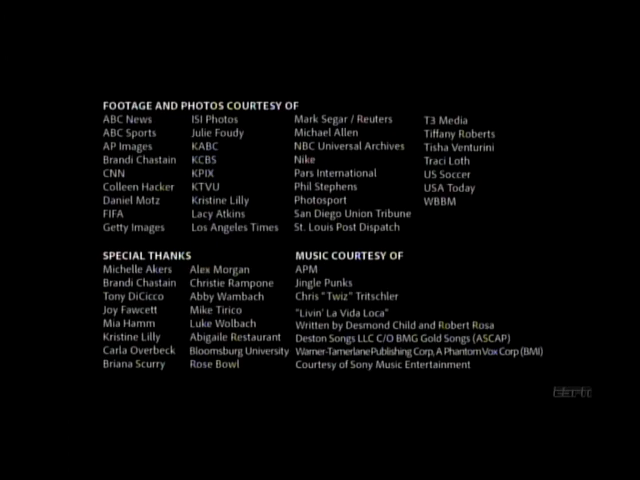 FOOTAGE AND PHOTOS COURTESY OF
ABC News
ABC Sports
AP Images
Brandi Chastain
CNN
Colleen Hacker
Daniel Motz
FIFA
Getty Images
ISI Photos
Julie Foudy
KABC
KCBS
KPIX
KTVU
Kristine Lilly
Lacy Atkins
Los Angeles Times
Mark Segar / Reuters
Michael Allen
NBC Universal Archives
Nike
Pars International
Phil Stephens
Photosport
San Diego Union Tribune
St. Louis Post Dispatch
T3 Media
Tiffany Roberts
Tisha Venturini
Traci Loth
US Soccer
USA Today
WBBM
SPECIAL THANKS
Michelle Akers
Brandi Chastain
Tony DiCicco
Joy Fawcett
Mia Hamm
Kristine Lilly
Carla Overbeck
Briana Scurry
Alex Morgan
Christie Rampone
Abby Wambach
Mike Tirico
Luke Wolbach
Abigaile Restaurant
Bloomsburg University
Rose Bowl
MUSIC COURTESY OF
APM
Jingle Punks
Chris "Twiz" Tritschler
"Livin' La Vida Loca"
Written by Desmond Child and Robert Rosa
Deston Songs LLC C/O BMG Gold Songs (ASCAP)
Warner-Tamerlane Publishing Corp, A Phantom Vox Corp (BMI)
Courtesy of Sony Music Entertainment
ESPN